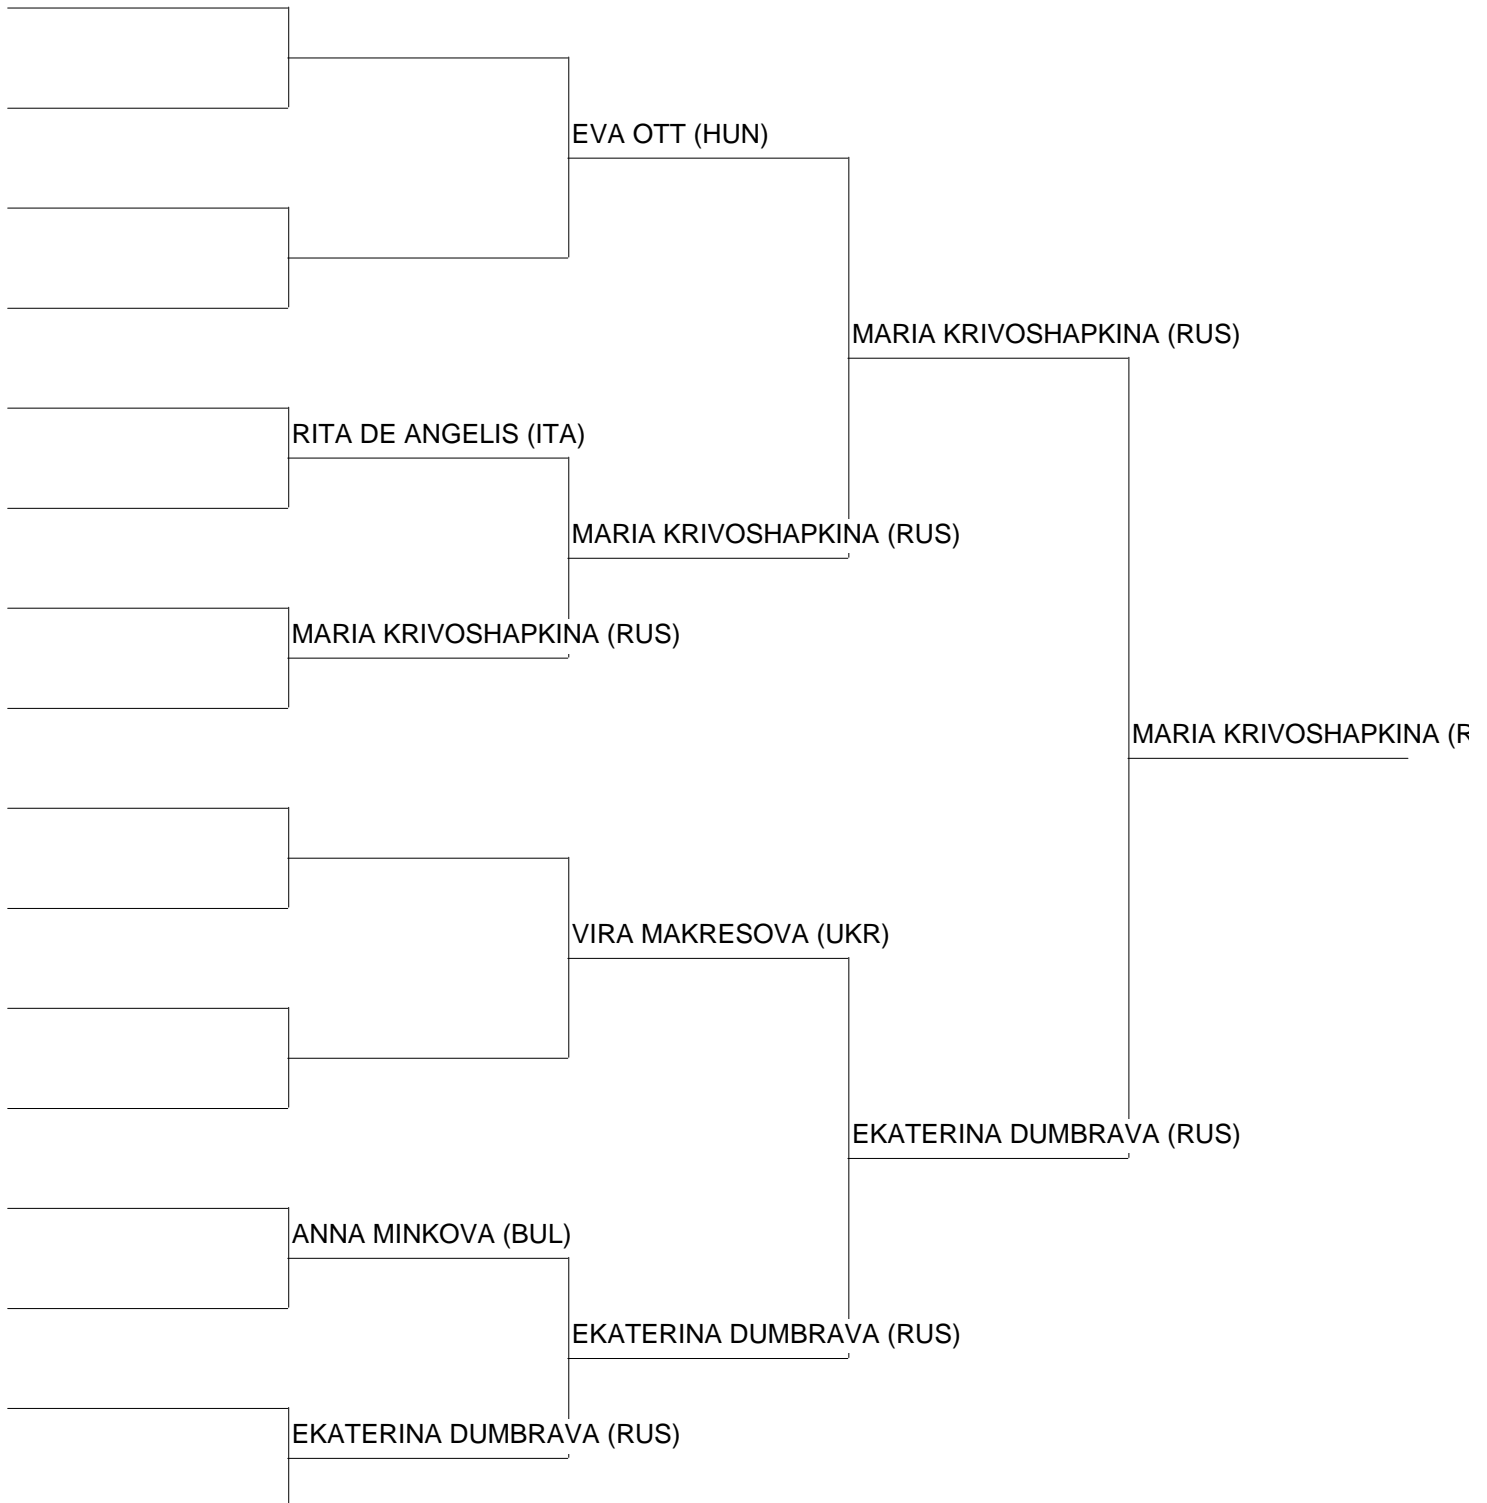 EVA OTT (HUN)
MARIA KRIVOSHAPKINA (RUS)
RITA DE ANGELIS (ITA)
MARIA KRIVOSHAPKINA (RUS)
MARIA KRIVOSHAPKINA (RUS)
MARIA KRIVOSHAPKINA (R
VIRA MAKRESOVA (UKR)
EKATERINA DUMBRAVA (RUS)
ANNA MINKOVA (BUL)
EKATERINA DUMBRAVA (RUS)
EKATERINA DUMBRAVA (RUS)